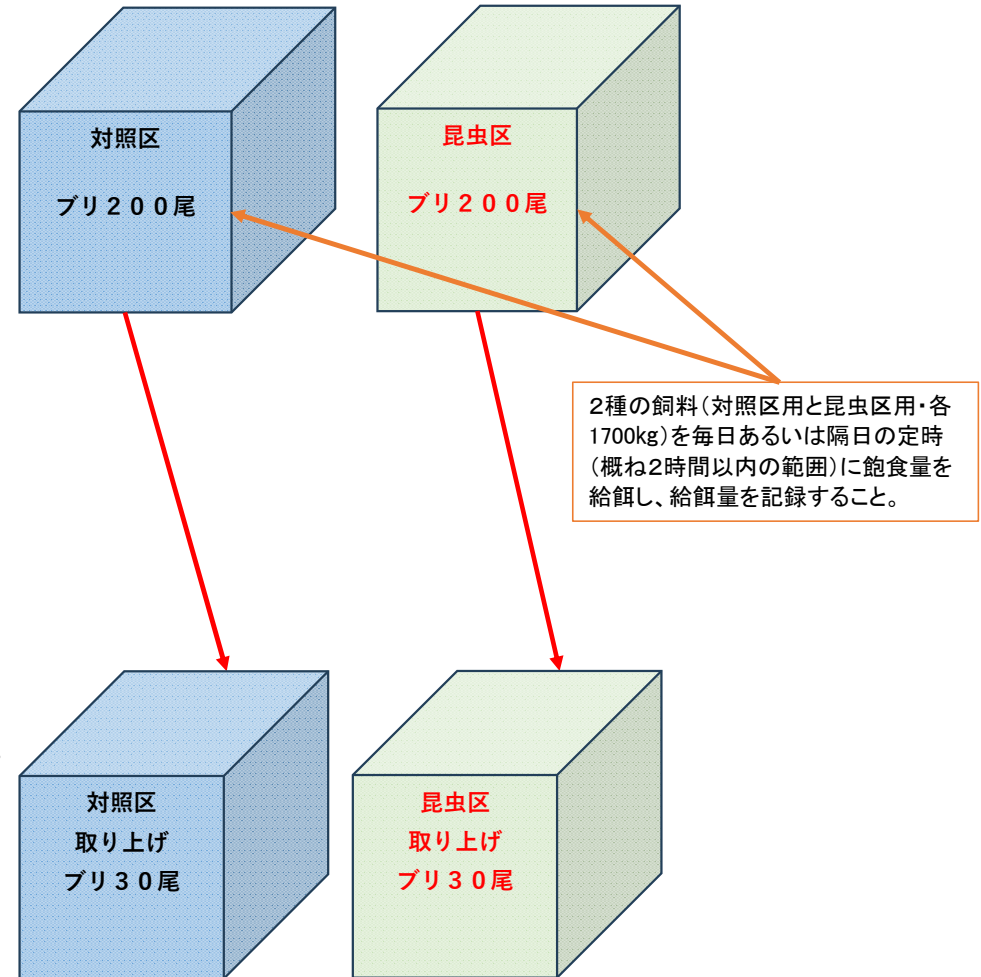 対照区
ブリ２００尾
昆虫区
ブリ２００尾
２種の飼料（対照区用と昆虫区用・各
1700kg）を毎日あるいは隔日の定時
（概ね２時間以内の範囲）に飽食量を
給餌し、給餌量を記録すること。
対照区
取り上げ
ブリ３０尾
昆虫区
取り上げ
ブリ３０尾